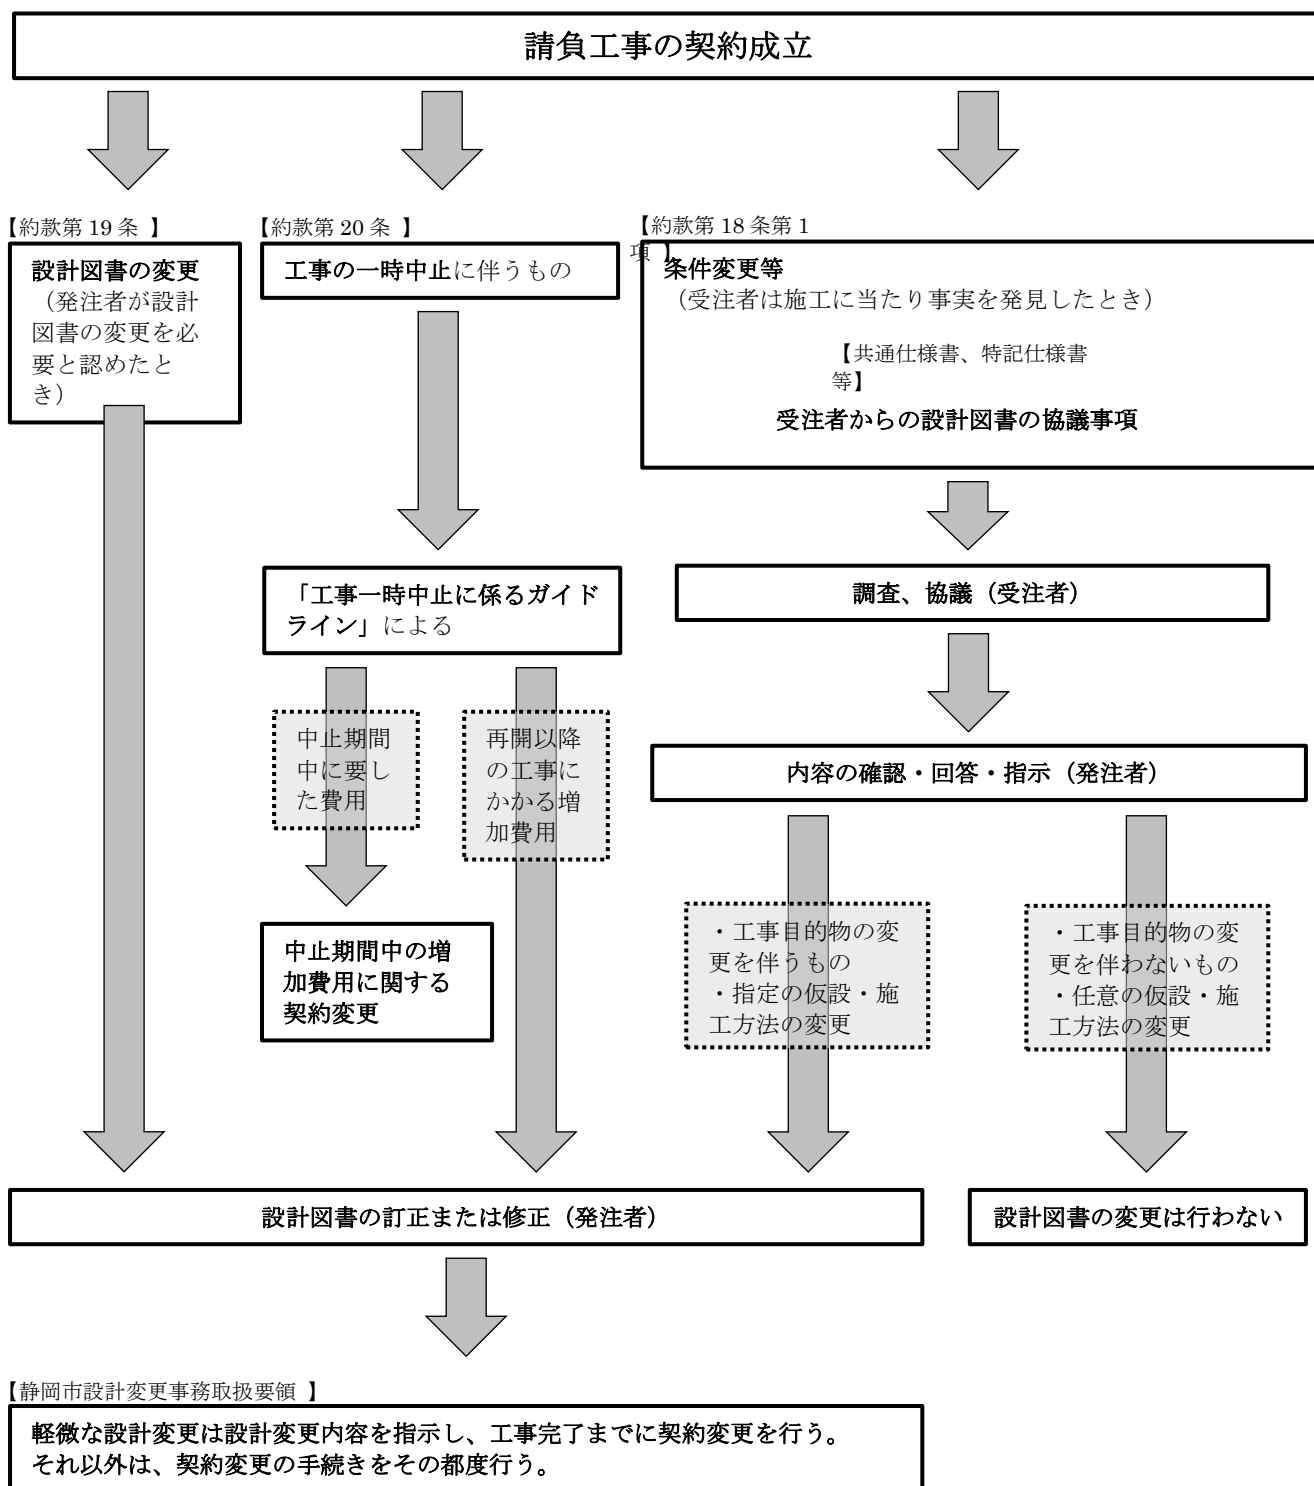 請負工事の契約成立
【約款第 19 条 】
設計図書の変更
（発注者が設計
図書の変更を必
要と認めたと
き）
【約款第 20 条 】
工事の一時中止に伴うもの
「工事一時中止に係るガイド
ライン」による
中止期間
中に要し
た費用
再開以降
の工事に
かかる増
加費用
中止期間中の増
加費用に関する
契約変更
【約款第 18 条第 1
項 】
条件変更等
（受注者は施工に当たり事実を発見したとき）
【共通仕様書、特記仕様書
等】
受注者からの設計図書の協議事項
調査、協議（受注者）
内容の確認・回答・指示（発注者）
・工事目的物の変
更を伴うもの
・指定の仮設・施
工方法の変更
・工事目的物の変
更を伴わないもの
・任意の仮設・施
工方法の変更
設計図書の訂正または修正（発注者）
設計図書の変更は行わない
【静岡市設計変更事務取扱要領 】
軽微な設計変更は設計変更内容を指示し、工事完了までに契約変更を行う。
それ以外は、契約変更の手続きをその都度行う。